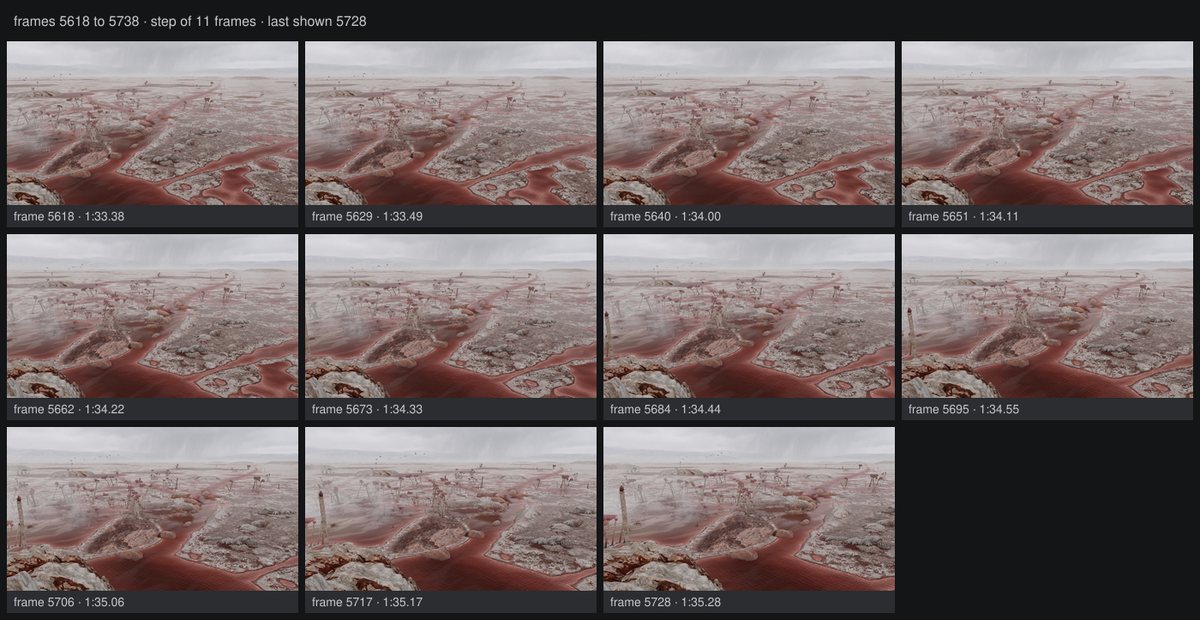 frames 5618 to 5738 · step of 11 frames · last shown 5728
frame 5618 · 1:33.38
frame 5629 · 1:33.49
frame 5640 · 1:34.00
frame 5651 · 1:34.11
frame 5662 · 1:34.22
frame 5673 · 1:34.33
frame 5684 · 1:34.44
frame 5695 · 1:34.55
frame 5706 · 1:35.06
frame 5717 · 1:35.17
frame 5728 · 1:35.28